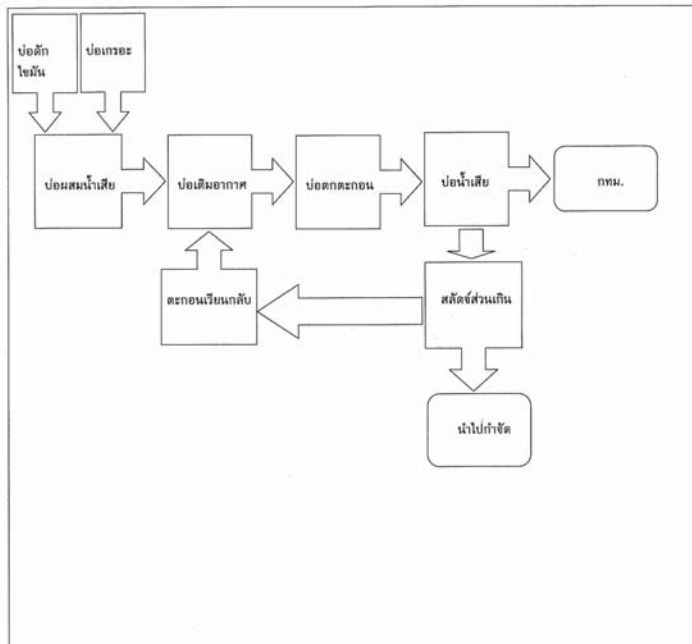 บ่อดัก
ไขมัน
บ่อเกรอะ
บ่อผสมน้ำเสีย
บ่อเติมอากาศ
บ่อตกตะกอน
บ่อน้ำเสีย
กทม.
ตะกอนเวียนกลับ
สลัดจ์ส่วนเกิน
นำไปกำจัด